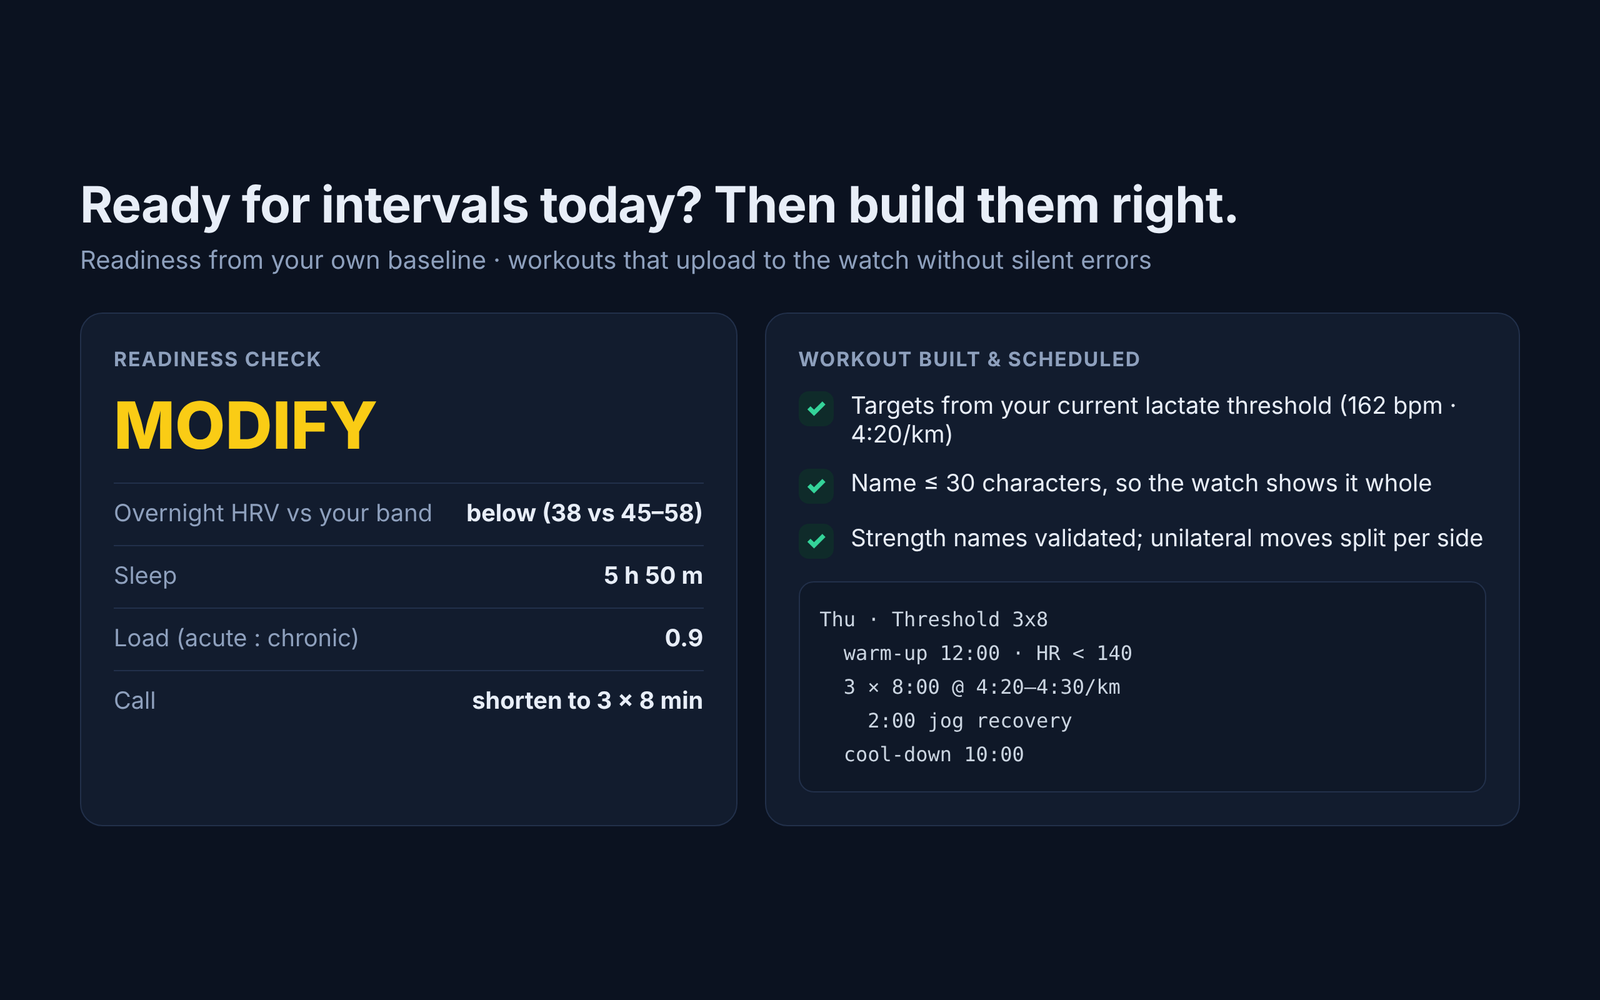 Ready for intervals today? Then build them right.
Readiness from your own baseline · workouts that upload to the watch without silent errors
READINESS CHECK
MODIFY
Overnight HRV vs your band below (38 vs 45–58)
Sleep 5 h 50 m
Load (acute : chronic) 0.9
Call shorten to 3 × 8 min
WORKOUT BUILT & SCHEDULED
Targets from your current lactate threshold (162 bpm ·
4:20/km)
Name ≤ 30 characters, so the watch shows it whole
Strength names validated; unilateral moves split per side
Thu · Threshold 3x8
warm-up 12:00 · HR < 140
3 × 8:00 @ 4:20–4:30/km
2:00 jog recovery
cool-down 10:00